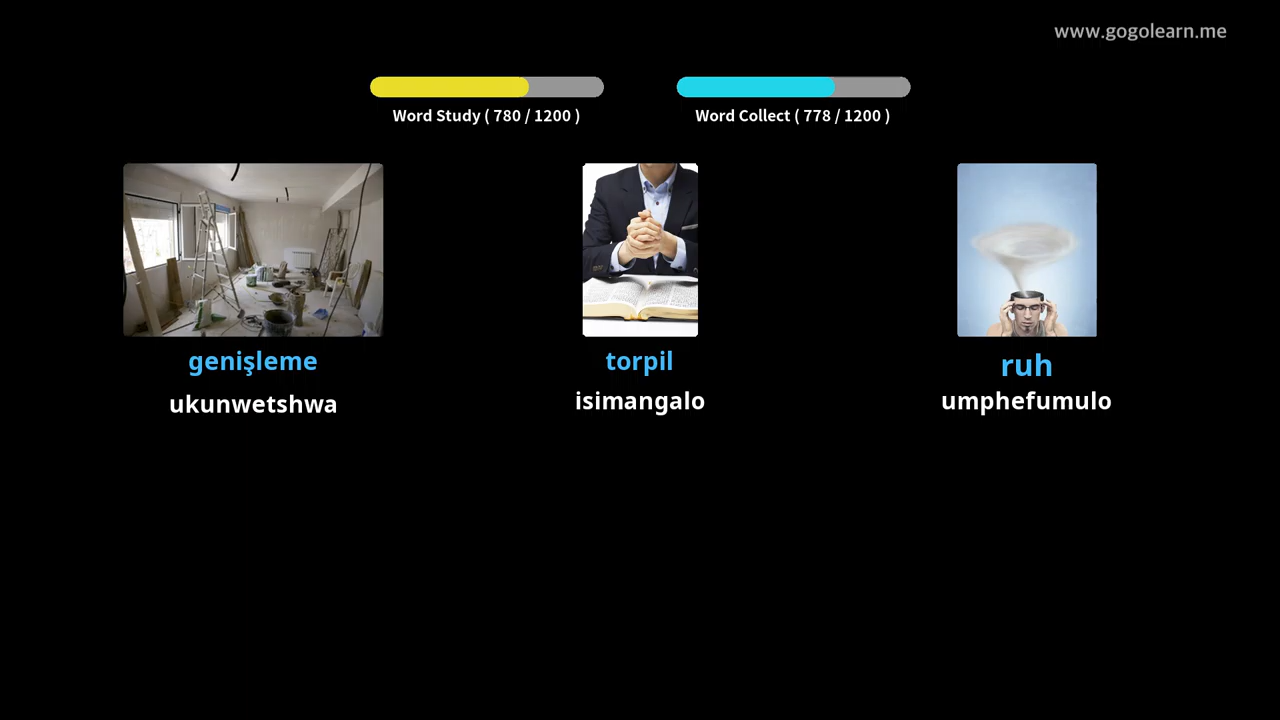 www.gogolearn.me
Word Study ( 780 / 1200 )
Word Collect ( 778 / 1200 )
genişleme
torpil
ruh
ukunwetshwa
isimangalo
umphefumulo